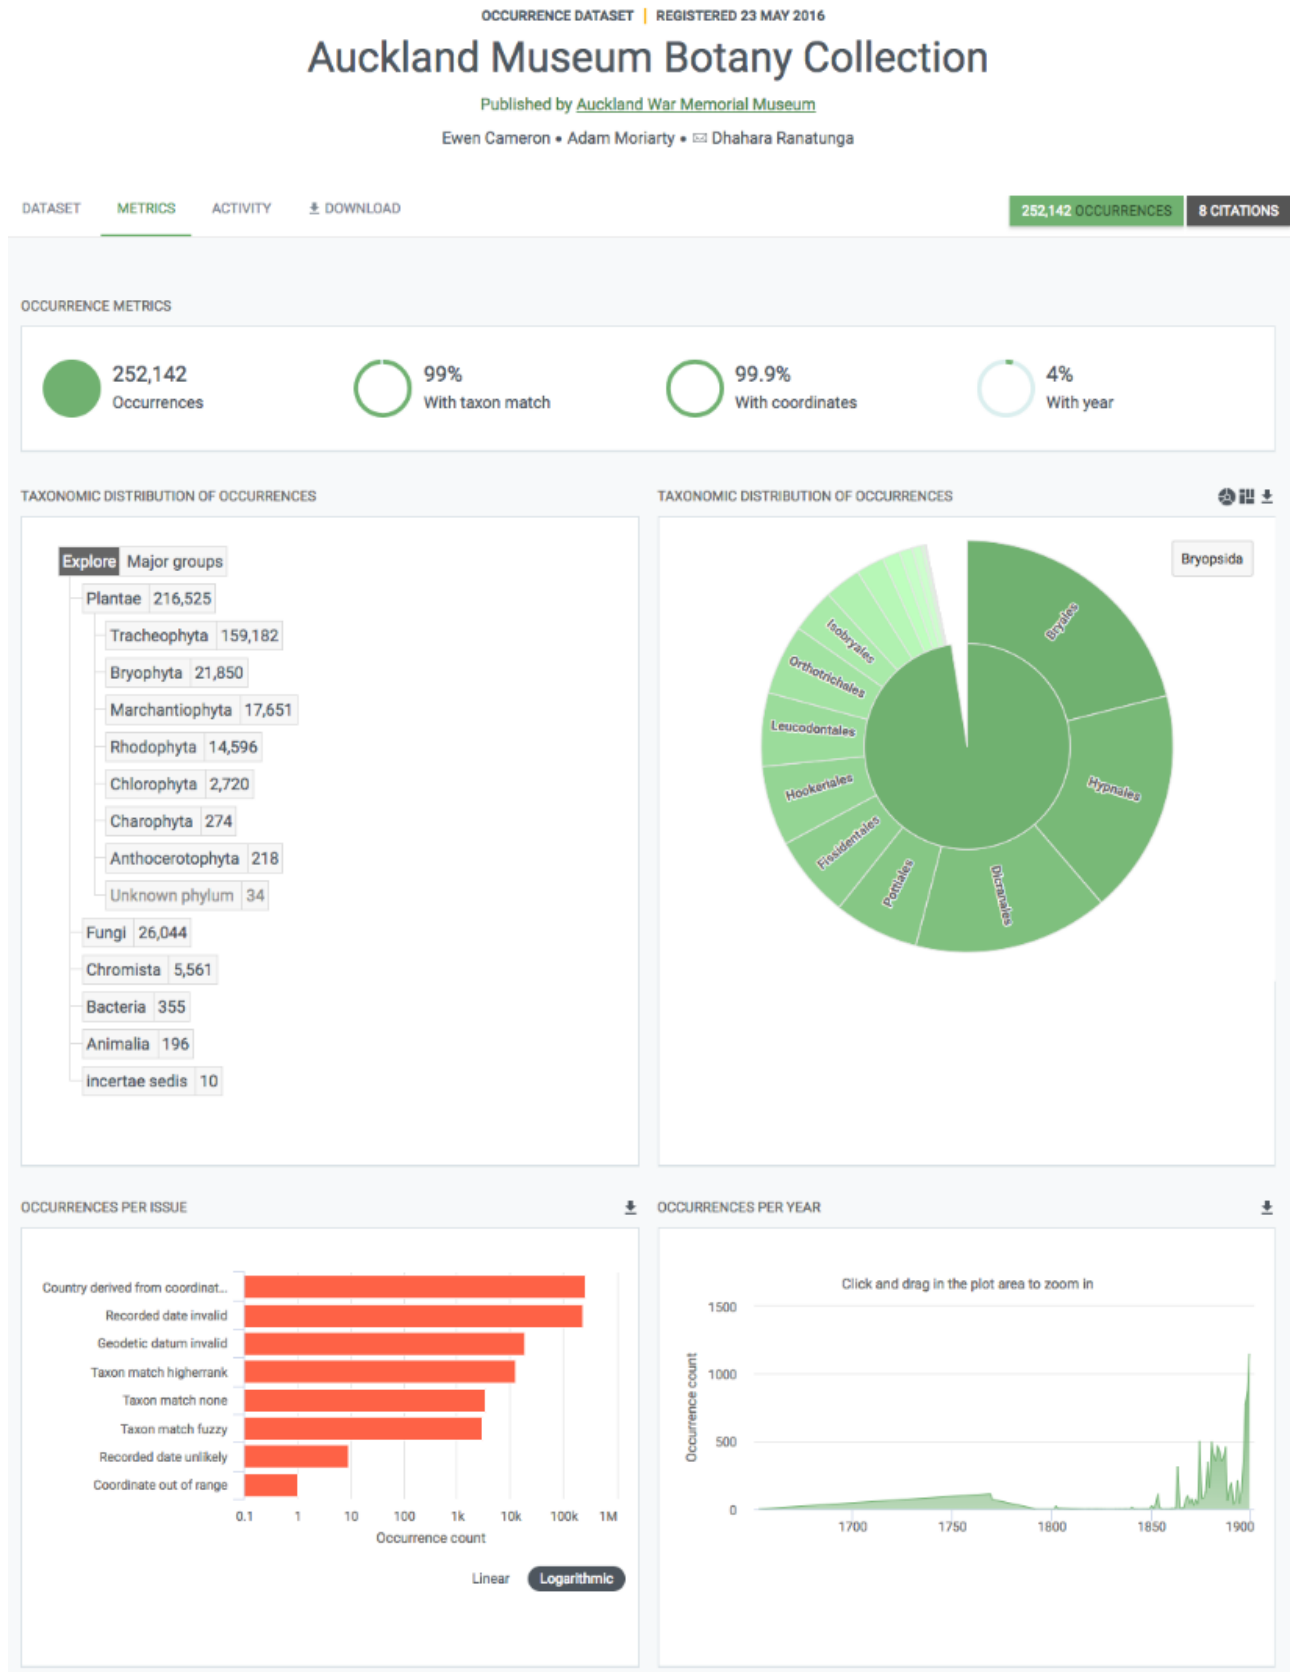 OCCURRENCE DATASET | REGISTERED 23 MAY 2016
Auckland Museum Botany Collection
Published by Auckland War Memorial Museum
Ewen Cameron • Adam Moriarty • Dhahara Ranatunga
DATASET METRICS ACTIVITY DOWNLOAD 252,142 OCCURRENCES 8 CITATIONS
OCCURRENCE METRICS
252,142 Occurrences
99% With taxon match
99.9% With coordinates
4% With year
TAXONOMIC DISTRIBUTION OF OCCURRENCES
Explore Major groups
Plantae 216,525
Tracheophyta 159,182
Bryophyta 21,850
Marchantiophyta 17,651
Rhodophyta 14,596
Chlorophyta 2,720
Charophyta 274
Anthocerotophyta 218
Unknown phylum 34
Fungi 26,044
Chromista 5,561
Bacteria 355
Animalia 196
incertae sedis 10
TAXONOMIC DISTRIBUTION OF OCCURRENCES
Bryopsida
Bryales
Hypnales
Dicranales
Pottiales
Fissidentales
Hookeriales
Leucodontales
Orthotrichales
Isobryales
OCCURRENCES PER ISSUE
Country derived from coordinat...
Recorded date invalid
Geodetic datum invalid
Taxon match higherrank
Taxon match none
Taxon match fuzzy
Recorded date unlikely
Coordinate out of range
0.1 1 10 100 1k 10k 100k 1M
Occurrence count
Linear Logarithmic
OCCURRENCES PER YEAR
Click and drag in the plot area to zoom in
Occurrence count
1500
1000
500
0
1700 1750 1800 1850 1900